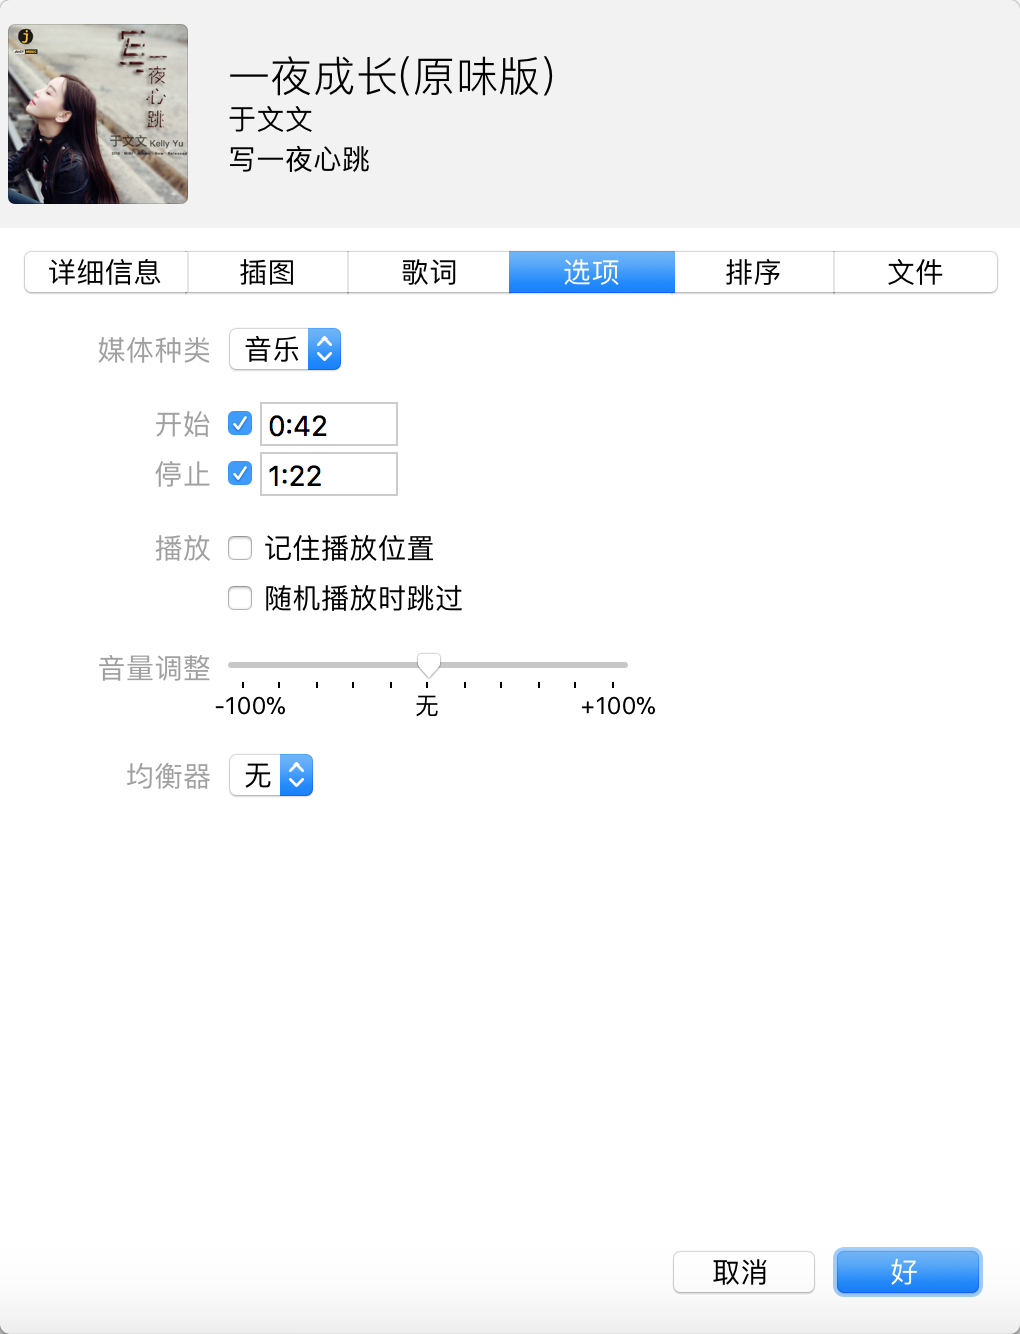 写
一夜心跳
于文文 Kelly Yu
一夜成长(原味版)
于文文
写一夜心跳
详细信息 插图 歌词 选项 排序 文件
媒体种类 音乐
开始 0:42
停止 1:22
播放 记住播放位置
随机播放时跳过
音量调整
-100% 无 +100%
均衡器 无
取消 好